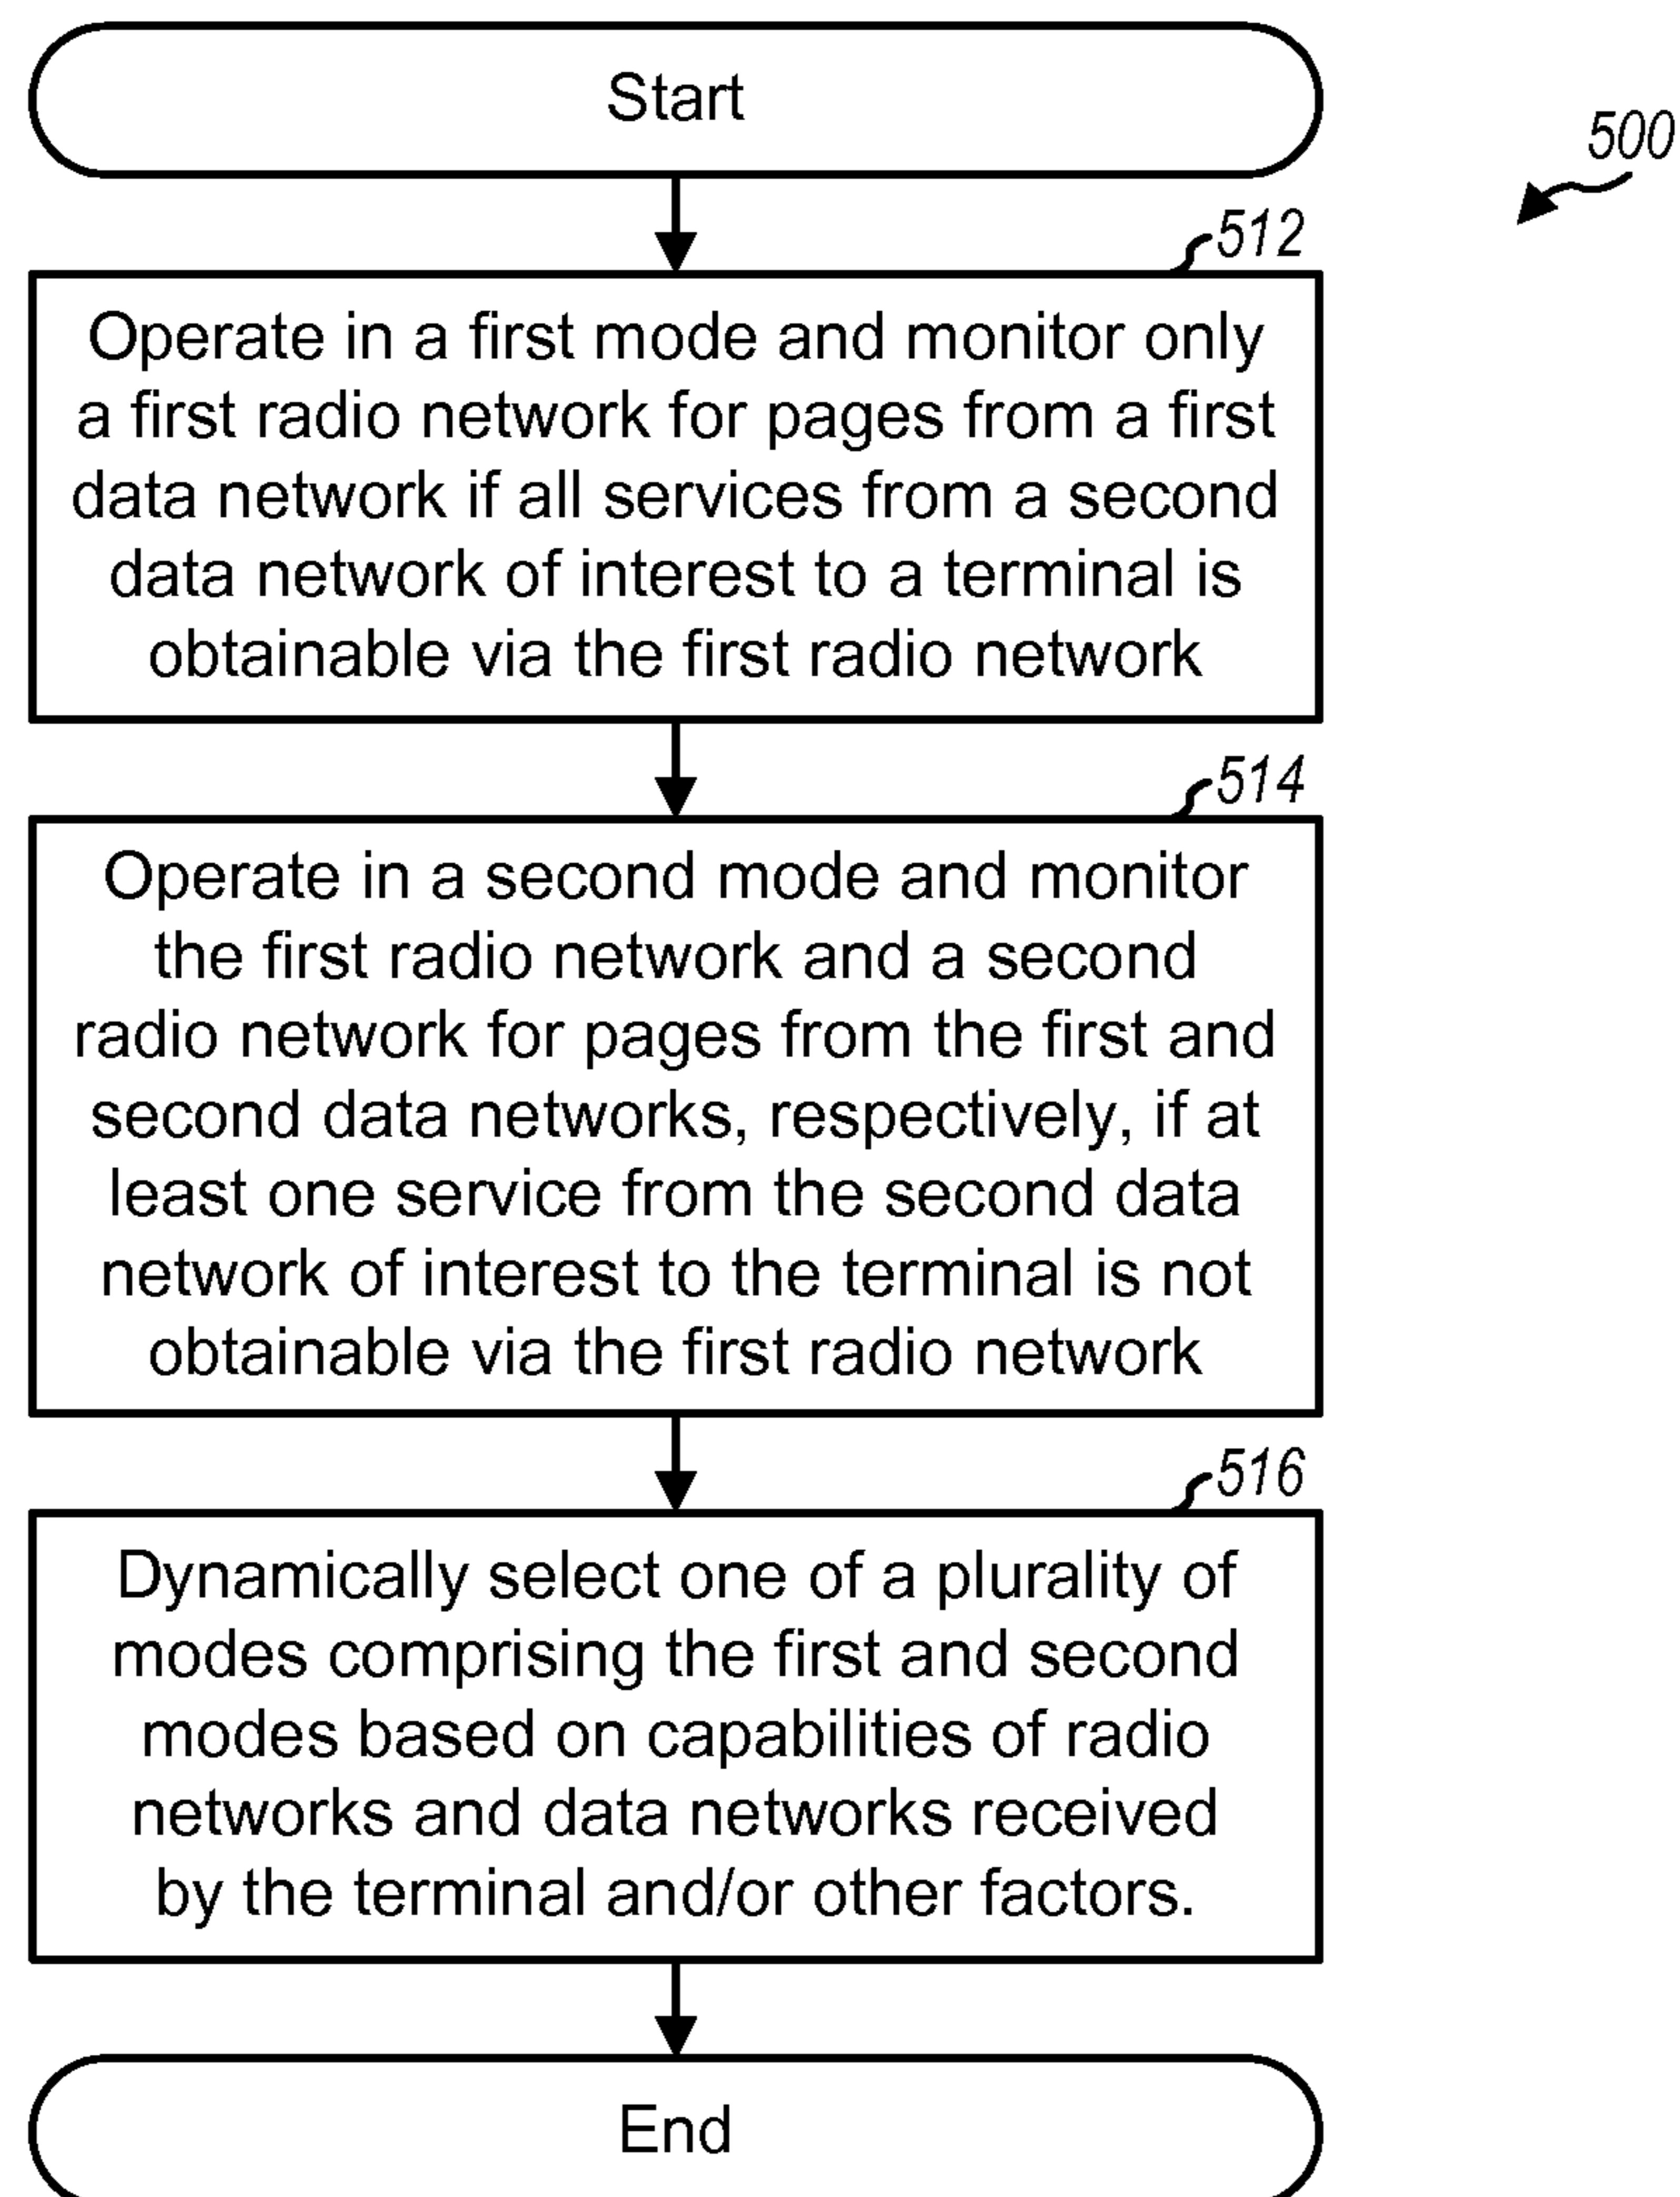 Start
500
512
Operate in a first mode and monitor only
a first radio network for pages from a first
data network if all services from a second
data network of interest to a terminal is
obtainable via the first radio network
514
Operate in a second mode and monitor
the first radio network and a second
radio network for pages from the first and
second data networks, respectively, if at
least one service from the second data
network of interest to the terminal is not
obtainable via the first radio network
516
Dynamically select one of a plurality of
modes comprising the first and second
modes based on capabilities of radio
networks and data networks received
by the terminal and/or other factors.
End